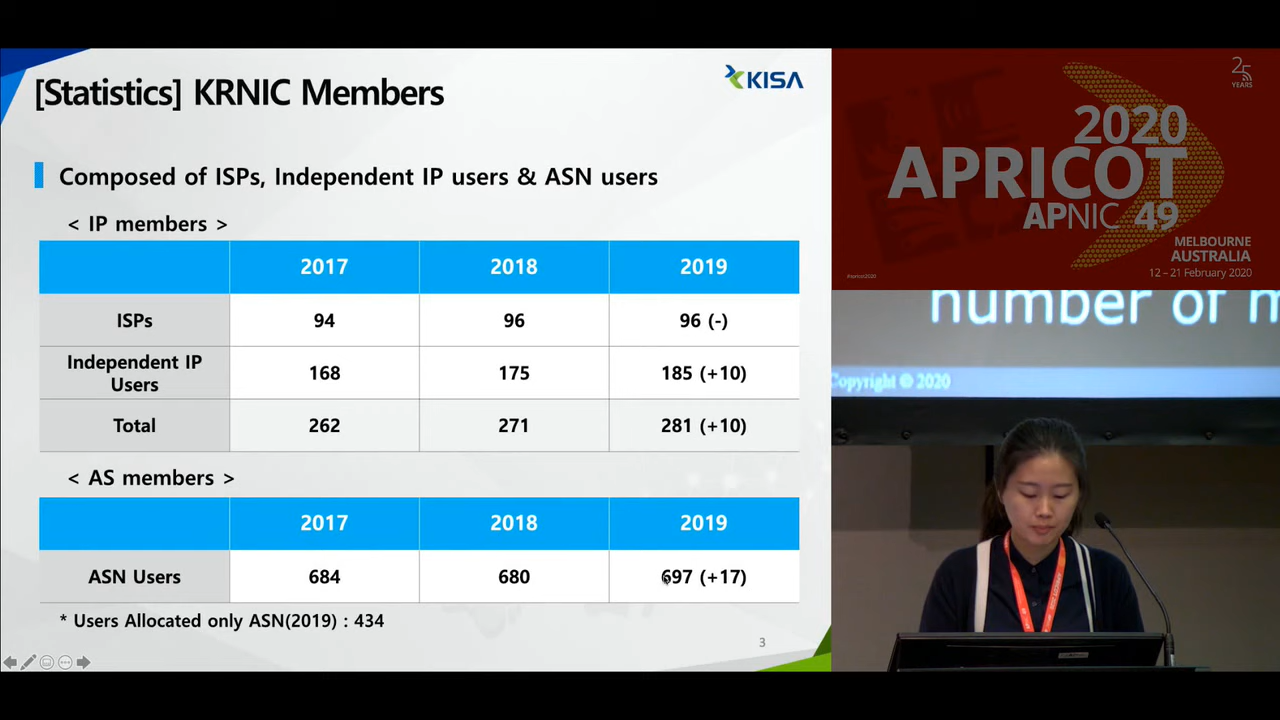 [Statistics] KRNIC Members
KISA
Composed of ISPs, Independent IP users & ASN users
< IP members >
2017 2018 2019
ISPs 94 96 96 (-)
Independent IP
Users 168 175 185 (+10)
Total 262 271 281 (+10)
< AS members >
2017 2018 2019
ASN Users 684 680 697 (+17)
* Users Allocated only ASN(2019) : 434
3
25
YEARS
2020
APRICOT
APNIC 49
MELBOURNE
AUSTRALIA
12 – 21 February 2020
#apricot2020
number of m
Copyright © 2020